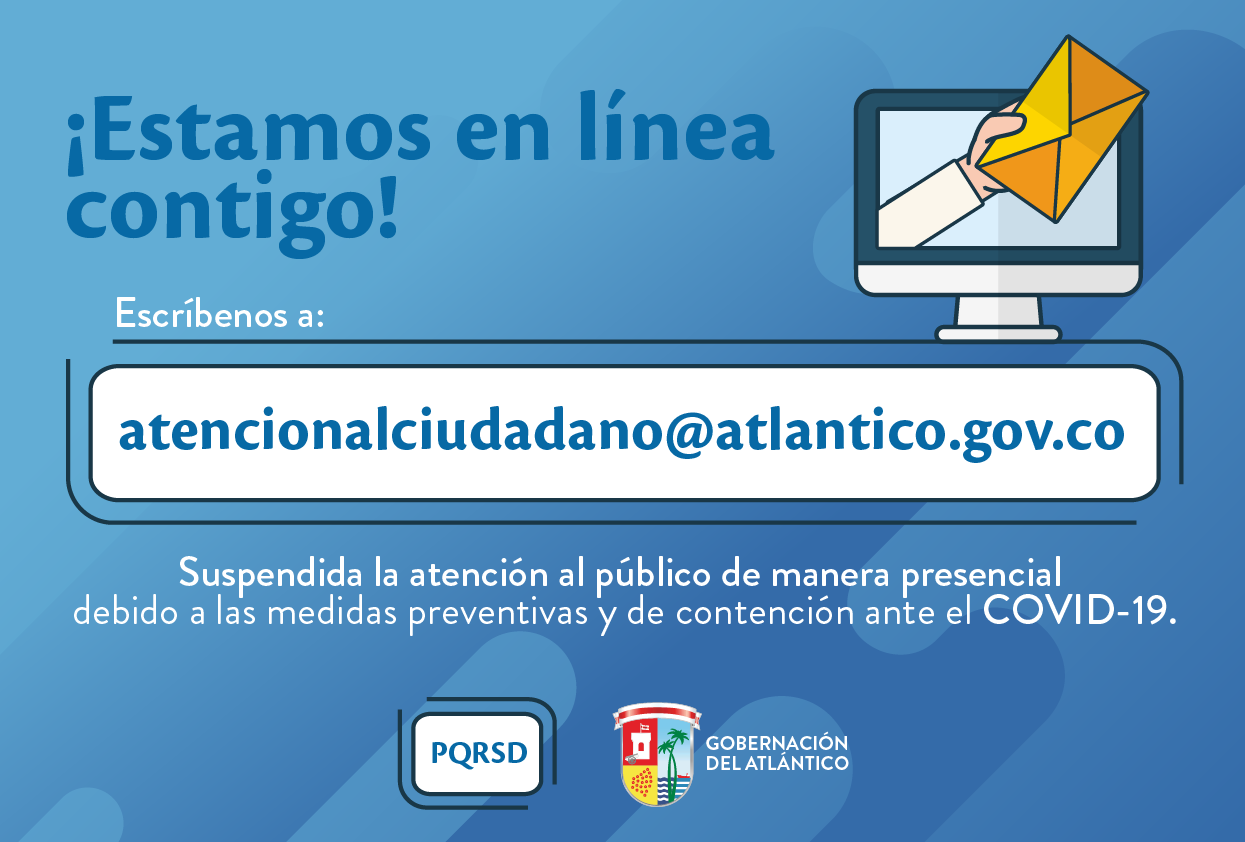 ¡Estamos en línea
contigo!
Escríbenos a:
atencionalciudadano@atlantico.gov.co
Suspendida la atención al público de manera presencial
debido a las medidas preventivas y de contención ante el COVID-19.
PQRSD
GOBERNACIÓN
DEL ATLÁNTICO